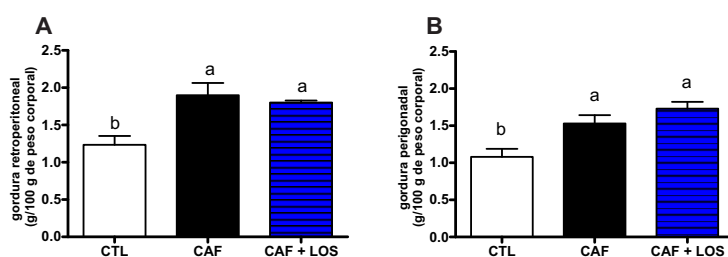 A
gordura retroperitoneal
(g/100 g de peso corporal)
2.5
2.0
1.5
1.0
0.5
0.0
b
a
a
CTL
CAF
CAF + LOS
B
gordura perigonadal
(g/100 g de peso corporal)
2.5
2.0
1.5
1.0
0.5
0.0
b
a
a
CTL
CAF
CAF + LOS